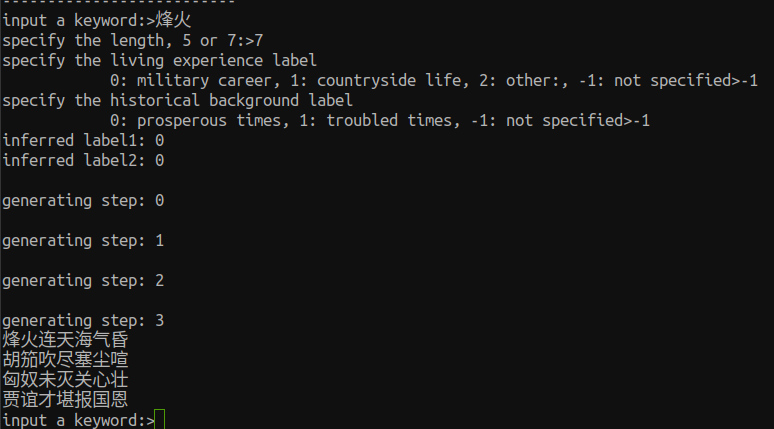 ---------------------------
input a keyword:>烽火
specify the length, 5 or 7:>7
specify the living experience label
0: military career, 1: countryside life, 2: other:, -1: not specified>-1
specify the historical background label
0: prosperous times, 1: troubled times, -1: not specified>-1
inferred label1: 0
inferred label2: 0
generating step: 0
generating step: 1
generating step: 2
generating step: 3
烽火连天海气昏
胡笳吹尽塞尘喧
匈奴未灭关心壮
贾谊才堪报国恩
input a keyword:>